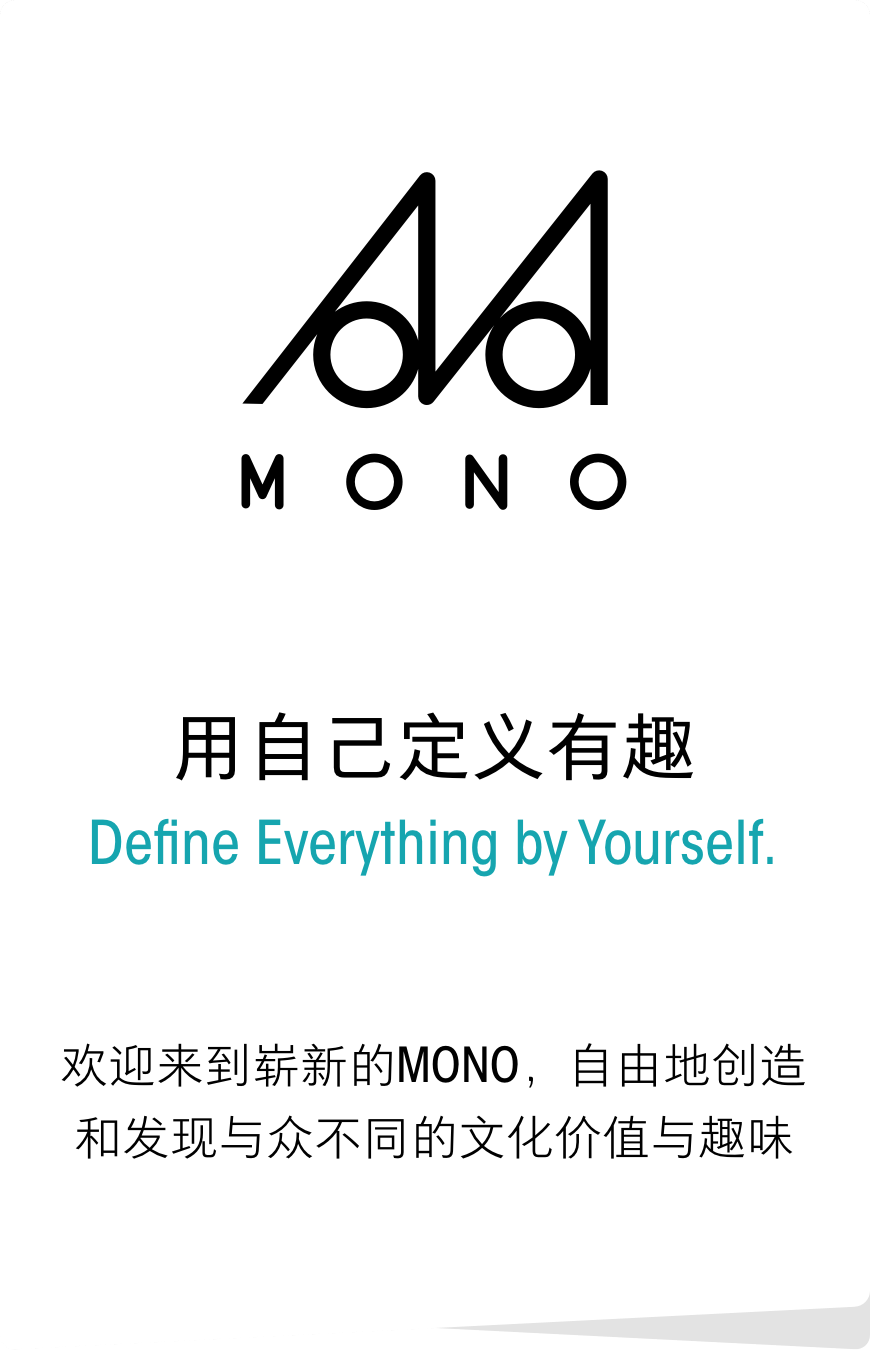 MONO
用自己定义有趣
Define Everything by Yourself.
欢迎来到崭新的MONO，自由地创造
和发现与众不同的文化价值与趣味